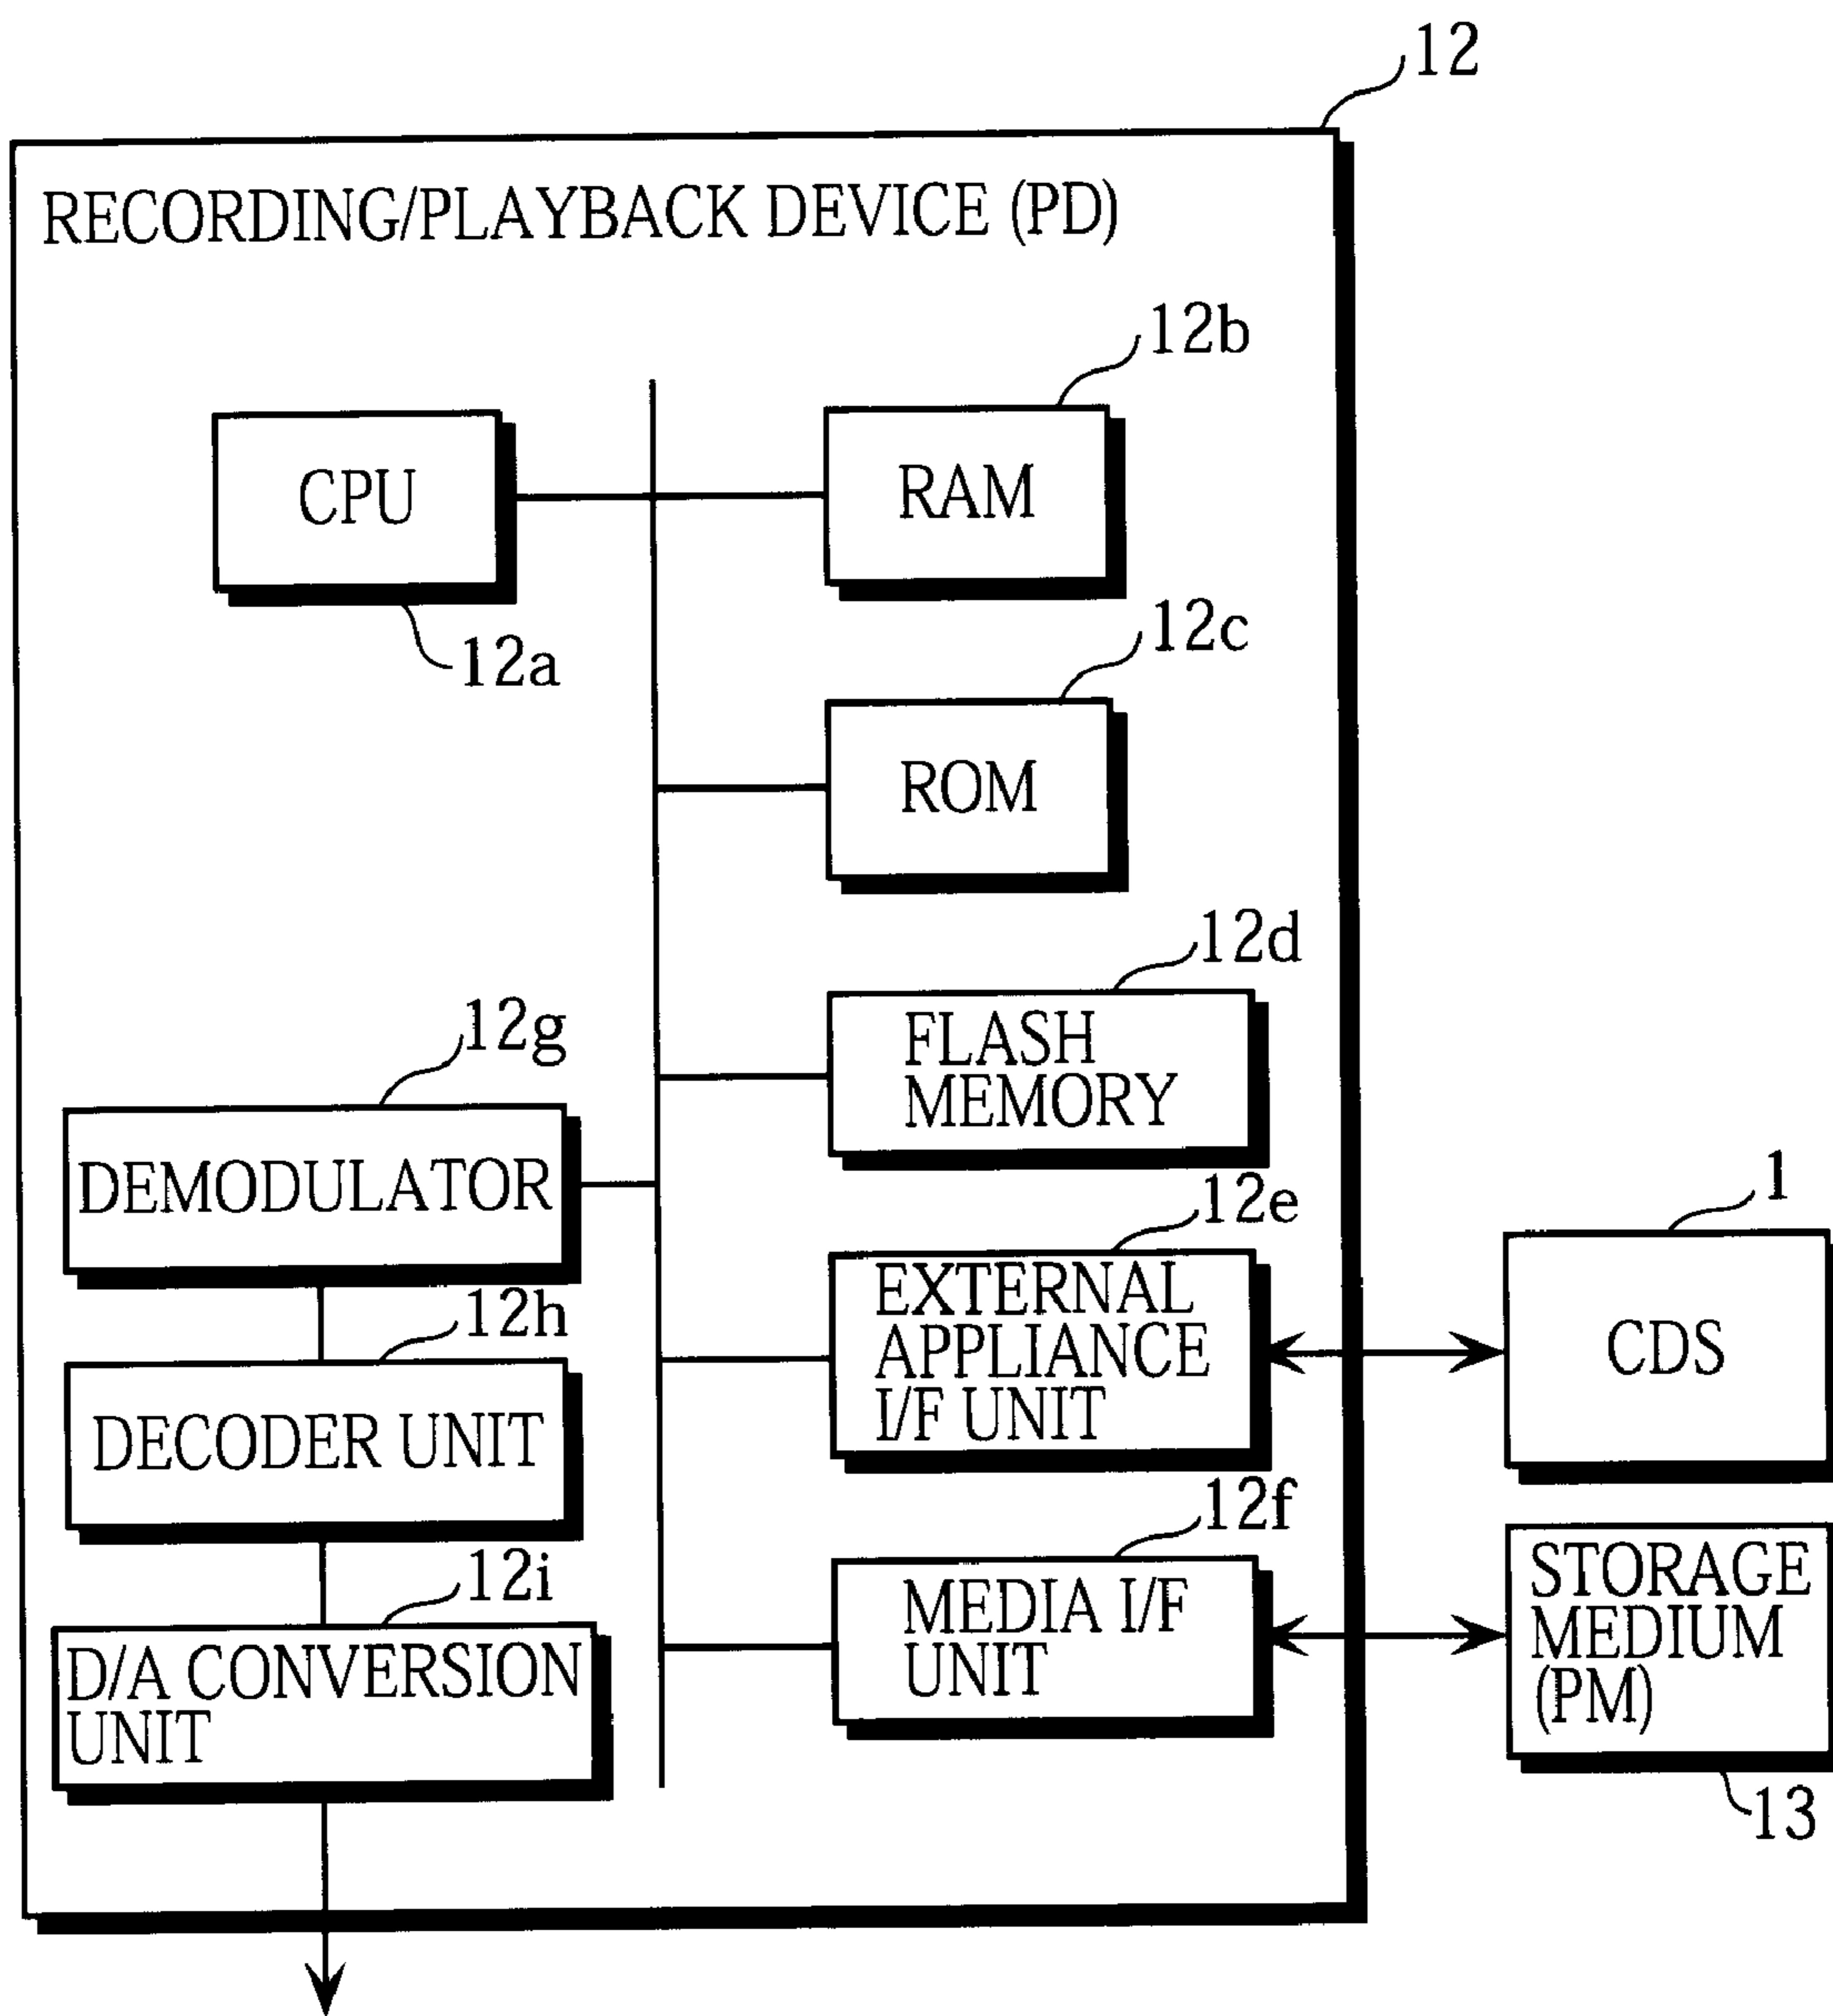 12
RECORDING/PLAYBACK DEVICE (PD)
12b
CPU
RAM
12a
12c
ROM
12d
FLASH
MEMORY
12g
DEMODULATOR
12e
EXTERNAL
APPLIANCE
I/F UNIT
1
CDS
12h
DECODER UNIT
12f
MEDIA I/F
UNIT
STORAGE
MEDIUM
(PM)
13
12i
D/A CONVERSION
UNIT